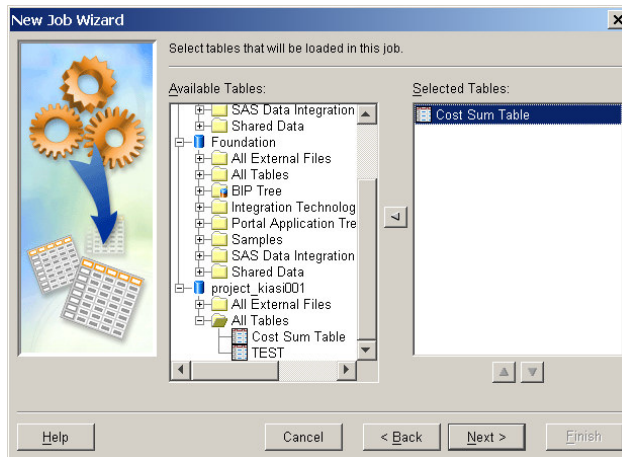 New Job Wizard
Select tables that will be loaded in this job.
Available Tables:
SAS Data Integration
Shared Data
Foundation
All External Files
All Tables
BIP Tree
Integration Technolog
Portal Application Tre
Samples
SAS Data Integration
Shared Data
project_kiasi001
All External Files
All Tables
Cost Sum Table
TEST
Selected Tables:
Cost Sum Table
Help
Cancel
< Back
Next >
Finish